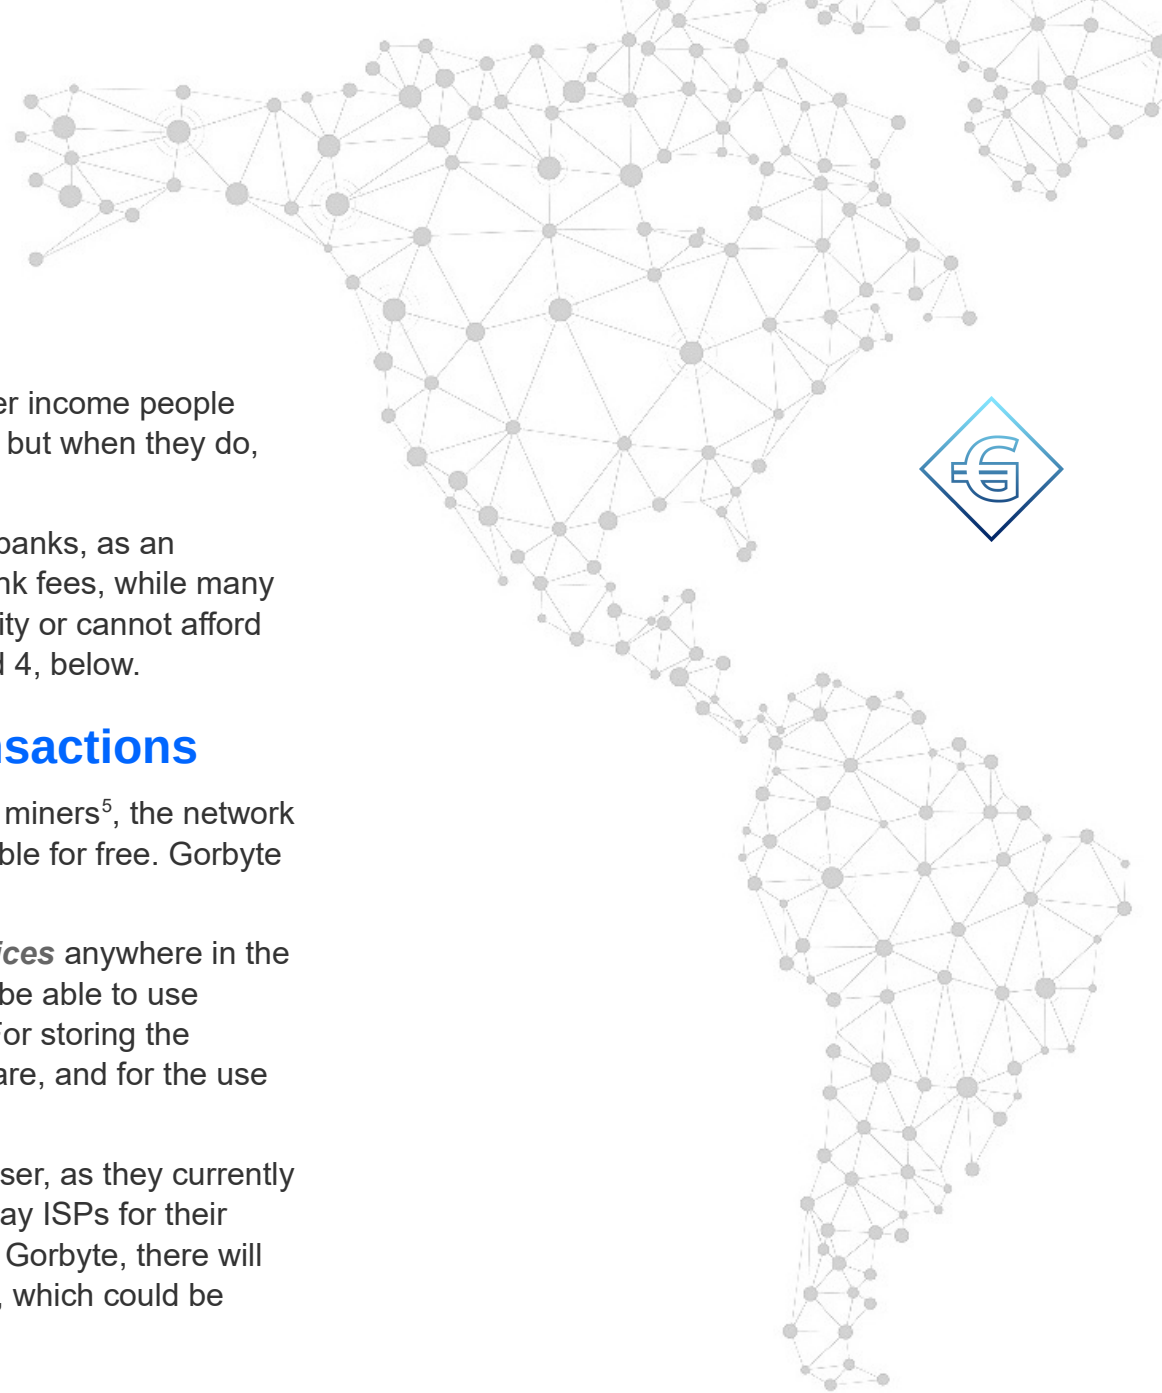 er income people
but when they do,
banks, as an
nk fees, while many
ity or cannot afford
d 4, below.
nsactions
miners⁵, the network
ble for free. Gorbyte
ices anywhere in the
be able to use
For storing the
are, and for the use
ser, as they currently
ay ISPs for their
Gorbyte, there will
, which could be